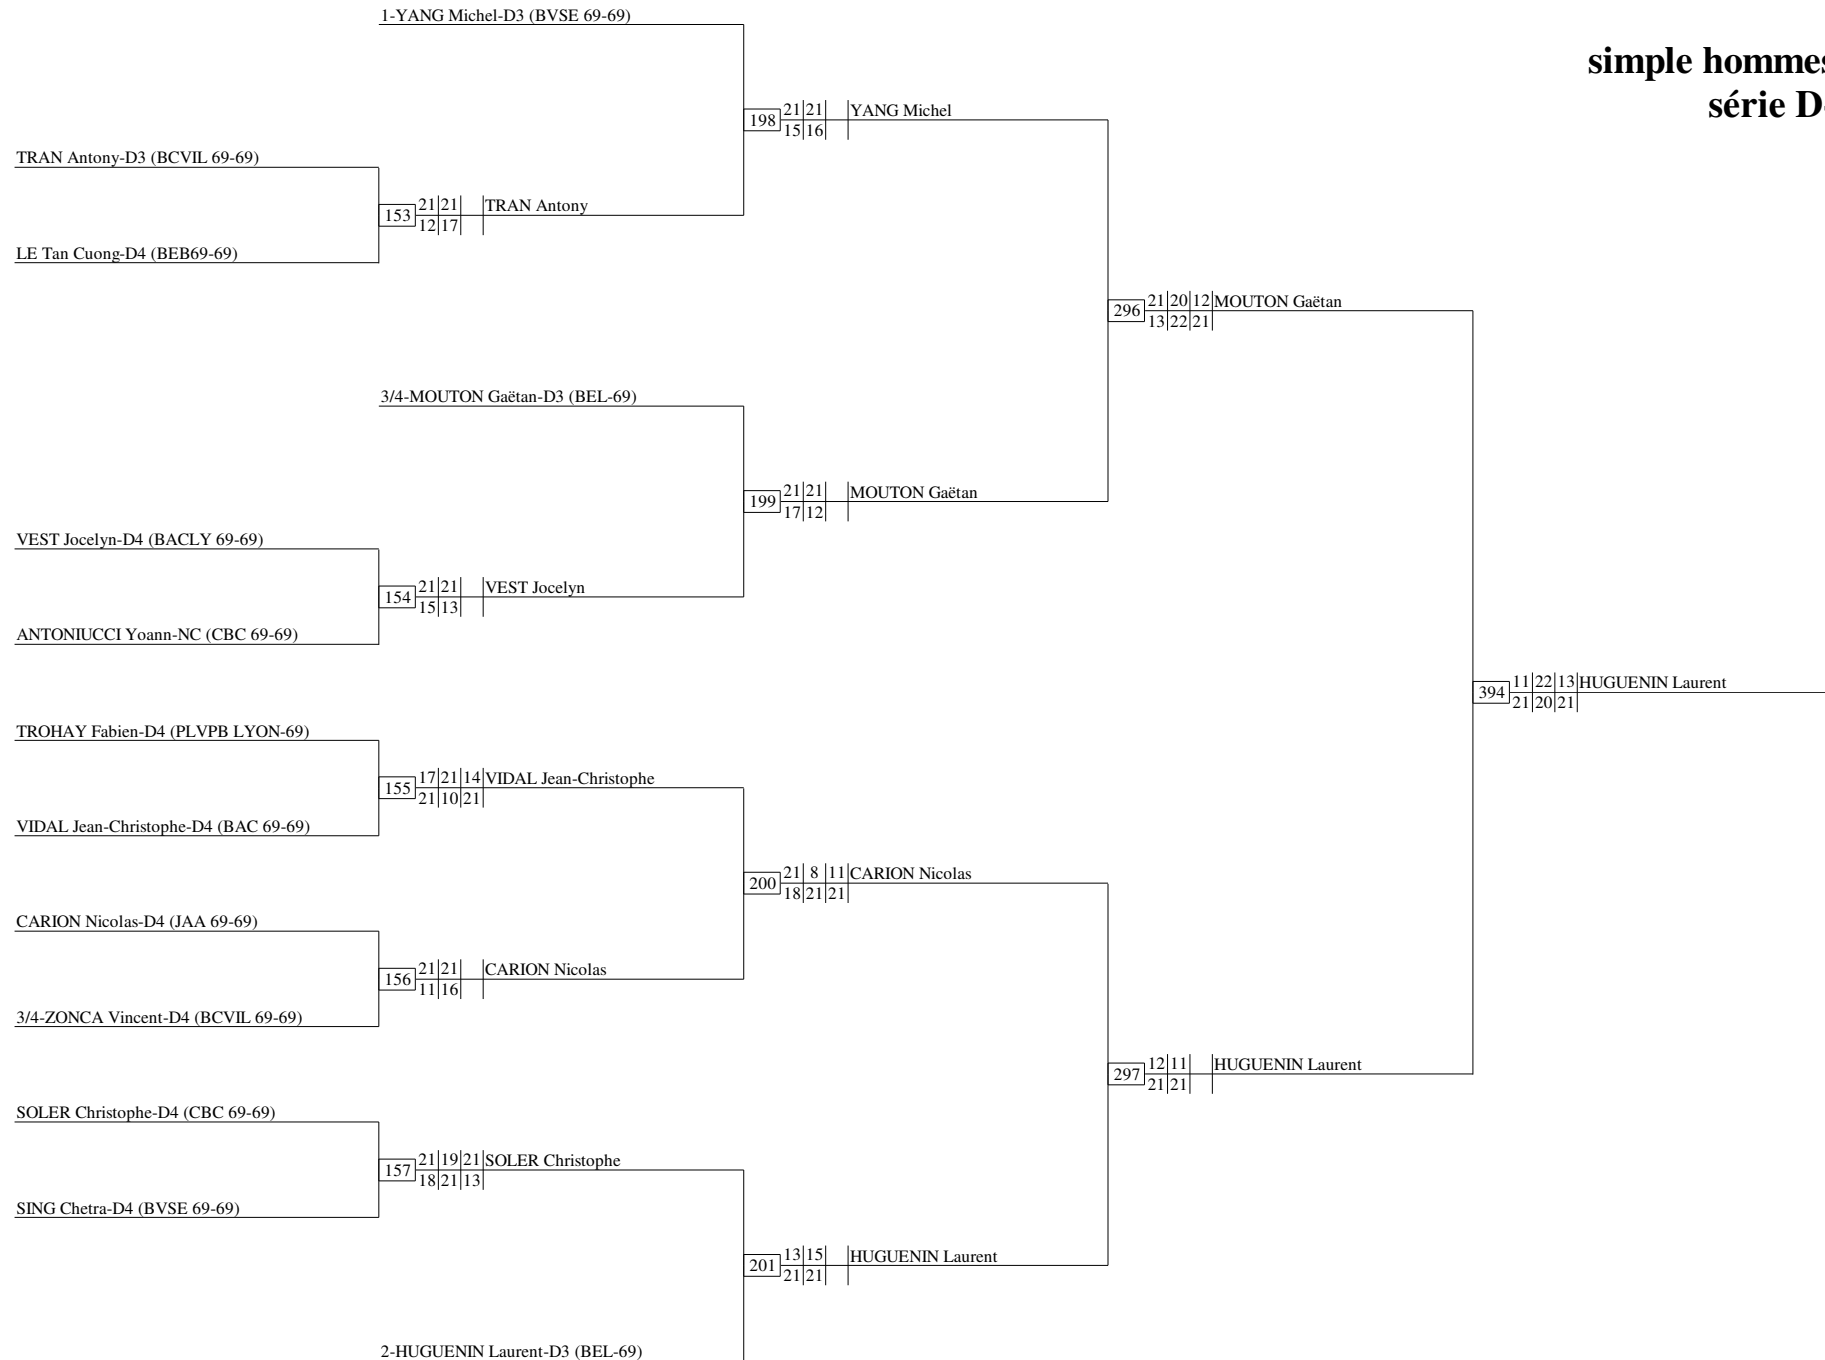 1-YANG Michel-D3 (BVSE 69-69)
simple hommes
série D
198 21 21 YANG Michel
15 16
TRAN Antony-D3 (BCVIL 69-69)
153 21 21 TRAN Antony
12 17
LE Tan Cuong-D4 (BEB69-69)
296 21 20 12 MOUTON Gaëtan
13 22 21
3/4-MOUTON Gaëtan-D3 (BEL-69)
199 21 21 MOUTON Gaëtan
17 12
VEST Jocelyn-D4 (BACLY 69-69)
154 21 21 VEST Jocelyn
15 13
ANTONIUCCI Yoann-NC (CBC 69-69)
394 11 22 13 HUGUENIN Laurent
21 20 21
TROHAY Fabien-D4 (PLVPB LYON-69)
155 17 21 14 VIDAL Jean-Christophe
21 10 21
VIDAL Jean-Christophe-D4 (BAC 69-69)
200 21 8 11 CARION Nicolas
18 21 21
CARION Nicolas-D4 (JAA 69-69)
156 21 21 CARION Nicolas
11 16
3/4-ZONCA Vincent-D4 (BCVIL 69-69)
297 12 11 HUGUENIN Laurent
21 21
SOLER Christophe-D4 (CBC 69-69)
157 21 19 21 SOLER Christophe
18 21 13
SING Chetra-D4 (BVSE 69-69)
201 13 15 HUGUENIN Laurent
21 21
2-HUGUENIN Laurent-D3 (BEL-69)